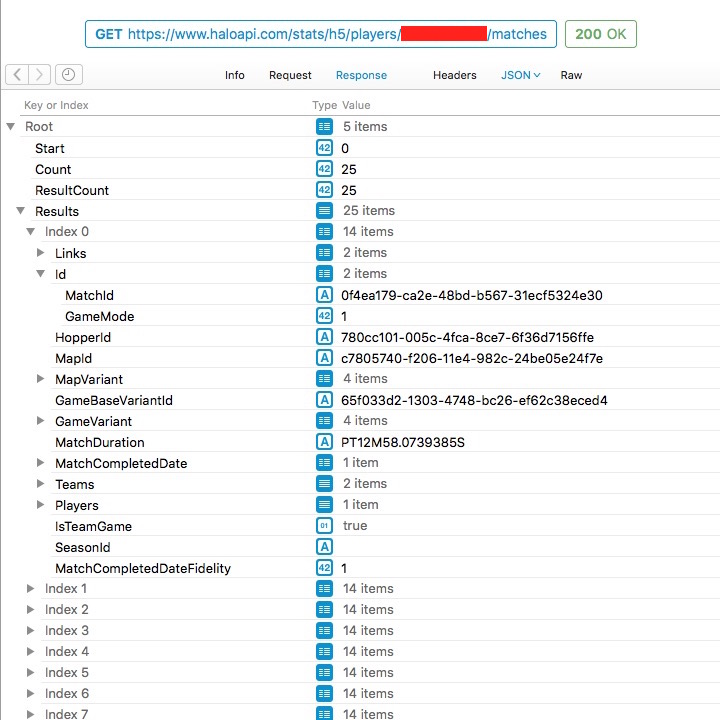 GET https://www.haloapi.com/stats/h5/players/ /matches 200 OK
Info Request Response Headers JSON Raw
Key or Index Type Value
Root 5 items
Start 42 0
Count 42 25
ResultCount 42 25
Results 25 items
Index 0 14 items
Links 2 items
Id 2 items
MatchId A 0f4ea179-ca2e-48bd-b567-31ecf5324e30
GameMode 42 1
HopperId A 780cc101-005c-4fca-8ce7-6f36d7156ffe
MapId A c7805740-f206-11e4-982c-24be05e24f7e
MapVariant 4 items
GameBaseVariantId A 65f033d2-1303-4748-bc26-ef62c38eced4
GameVariant 4 items
MatchDuration A PT12M58.0739385S
MatchCompletedDate 1 item
Teams 2 items
Players 1 item
IsTeamGame 01 true
SeasonId A
MatchCompletedDateFidelity 42 1
Index 1 14 items
Index 2 14 items
Index 3 14 items
Index 4 14 items
Index 5 14 items
Index 6 14 items
Index 7 14 items